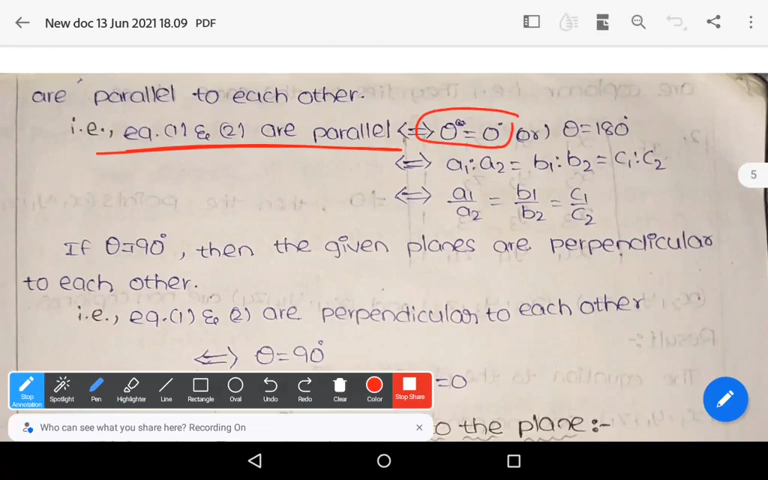 New doc 13 Jun 2021 18.09 PDF
are parallel to each other.
i.e., eq.(1) & (2) are parallel ⟺ θ = 0° (or) θ = 180°
⟺ a₁:a₂ = b₁:b₂ = c₁:c₂
⟺ a₁/a₂ = b₁/b₂ = c₁/c₂
5
If θ=90°, then the given planes are perpendicular
to each other.
i.e., eq.(1) & (2) are perpendicular to each other
⟺ θ = 90°
=0
Stop Annotation Spotlight Pen Highlighter Line Rectangle Oval Undo Redo Clear Color Stop Share
Who can see what you share here? Recording On
to the plane:-